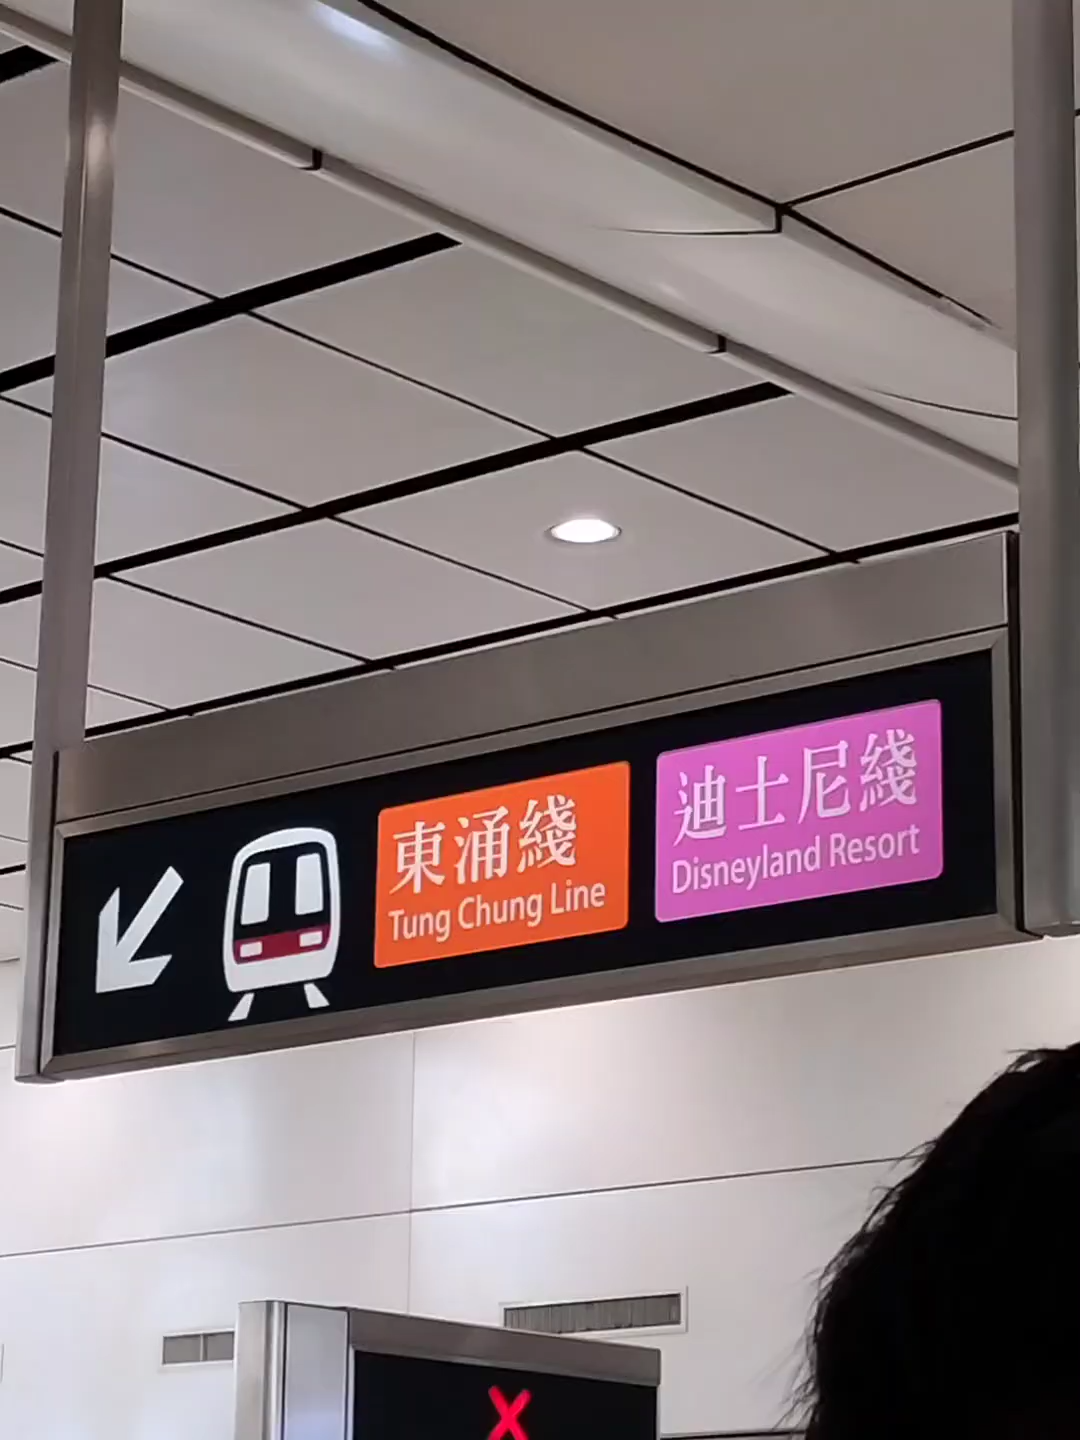 東涌綫
Tung Chung Line
迪士尼綫
Disneyland Resort
X